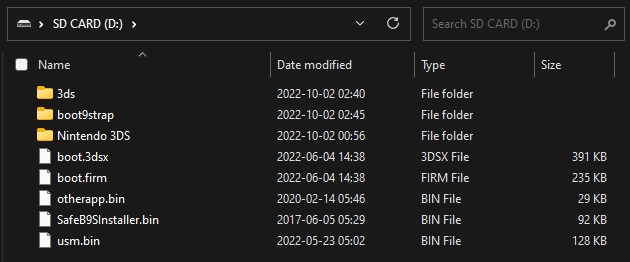 SD CARD (D:) Search SD CARD (D:)
Name Date modified Type Size
3ds 2022-10-02 02:40 File folder
boot9strap 2022-10-02 02:45 File folder
Nintendo 3DS 2022-10-02 00:56 File folder
boot.3dsx 2022-06-04 14:38 3DSX File 391 KB
boot.firm 2022-06-04 14:38 FIRM File 235 KB
otherapp.bin 2020-02-14 05:46 BIN File 29 KB
SafeB9SInstaller.bin 2017-06-05 05:29 BIN File 92 KB
usm.bin 2022-05-23 05:02 BIN File 128 KB